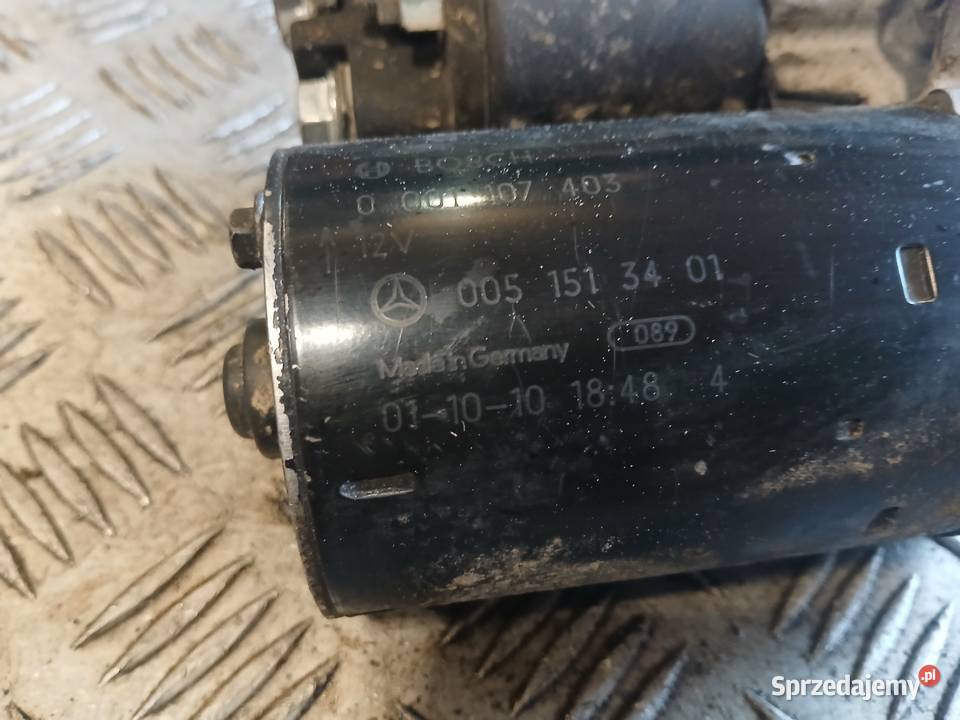 BOSCH
0 001 107 403
12V
005 151 34 01
Made in Germany 089
01-10-10 18:48 4
Sprzedajemy.pl